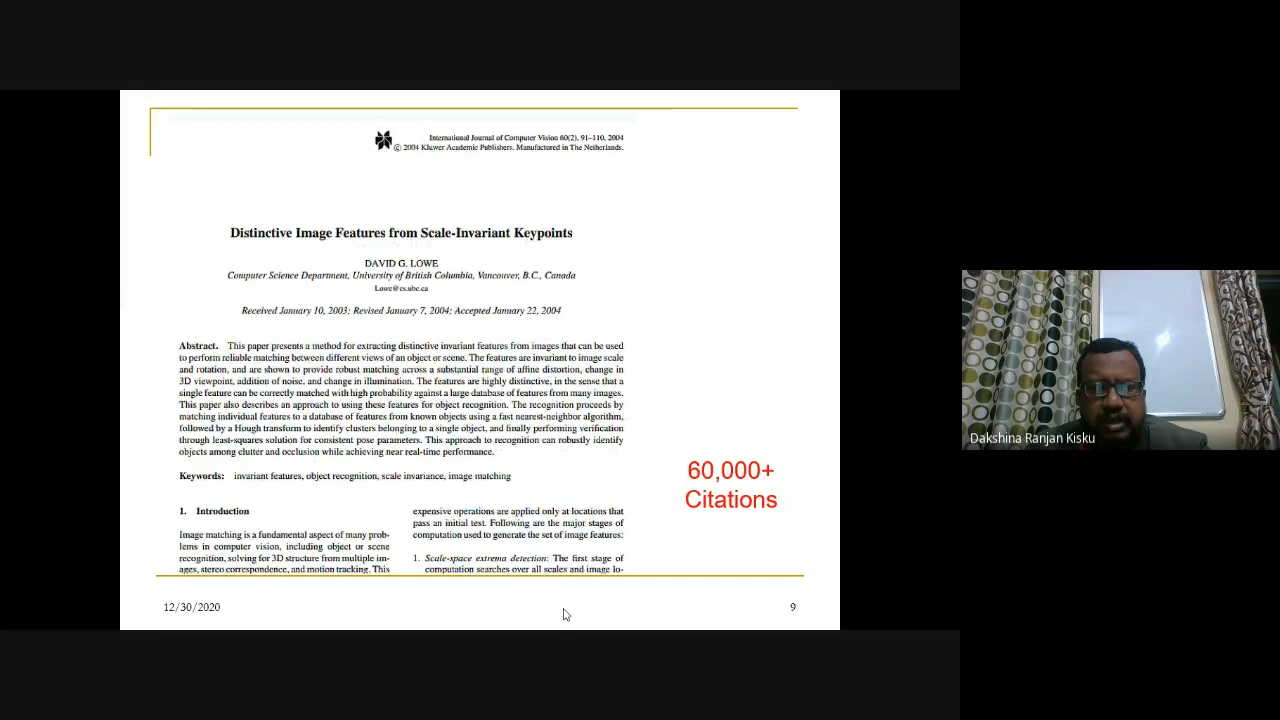 International Journal of Computer Vision 60(2), 91–110, 2004
© 2004 Kluwer Academic Publishers. Manufactured in The Netherlands.
Distinctive Image Features from Scale-Invariant Keypoints
DAVID G. LOWE
Computer Science Department, University of British Columbia, Vancouver, B.C., Canada
Lowe@cs.ubc.ca
Received January 10, 2003; Revised January 7, 2004; Accepted January 22, 2004
Abstract. This paper presents a method for extracting distinctive invariant features from images that can be used
to perform reliable matching between different views of an object or scene. The features are invariant to image scale
and rotation, and are shown to provide robust matching across a substantial range of affine distortion, change in
3D viewpoint, addition of noise, and change in illumination. The features are highly distinctive, in the sense that a
single feature can be correctly matched with high probability against a large database of features from many images.
This paper also describes an approach to using these features for object recognition. The recognition proceeds by
matching individual features to a database of features from known objects using a fast nearest-neighbor algorithm,
followed by a Hough transform to identify clusters belonging to a single object, and finally performing verification
through least-squares solution for consistent pose parameters. This approach to recognition can robustly identify
objects among clutter and occlusion while achieving near real-time performance.
Keywords: invariant features, object recognition, scale invariance, image matching
1. Introduction
Image matching is a fundamental aspect of many prob-
lems in computer vision, including object or scene
recognition, solving for 3D structure from multiple im-
ages, stereo correspondence, and motion tracking. This
expensive operations are applied only at locations that
pass an initial test. Following are the major stages of
computation used to generate the set of image features:
1. Scale-space extrema detection: The first stage of
computation searches over all scales and image lo-
60,000+
Citations
12/30/2020
9
Dakshina Ranjan Kisku